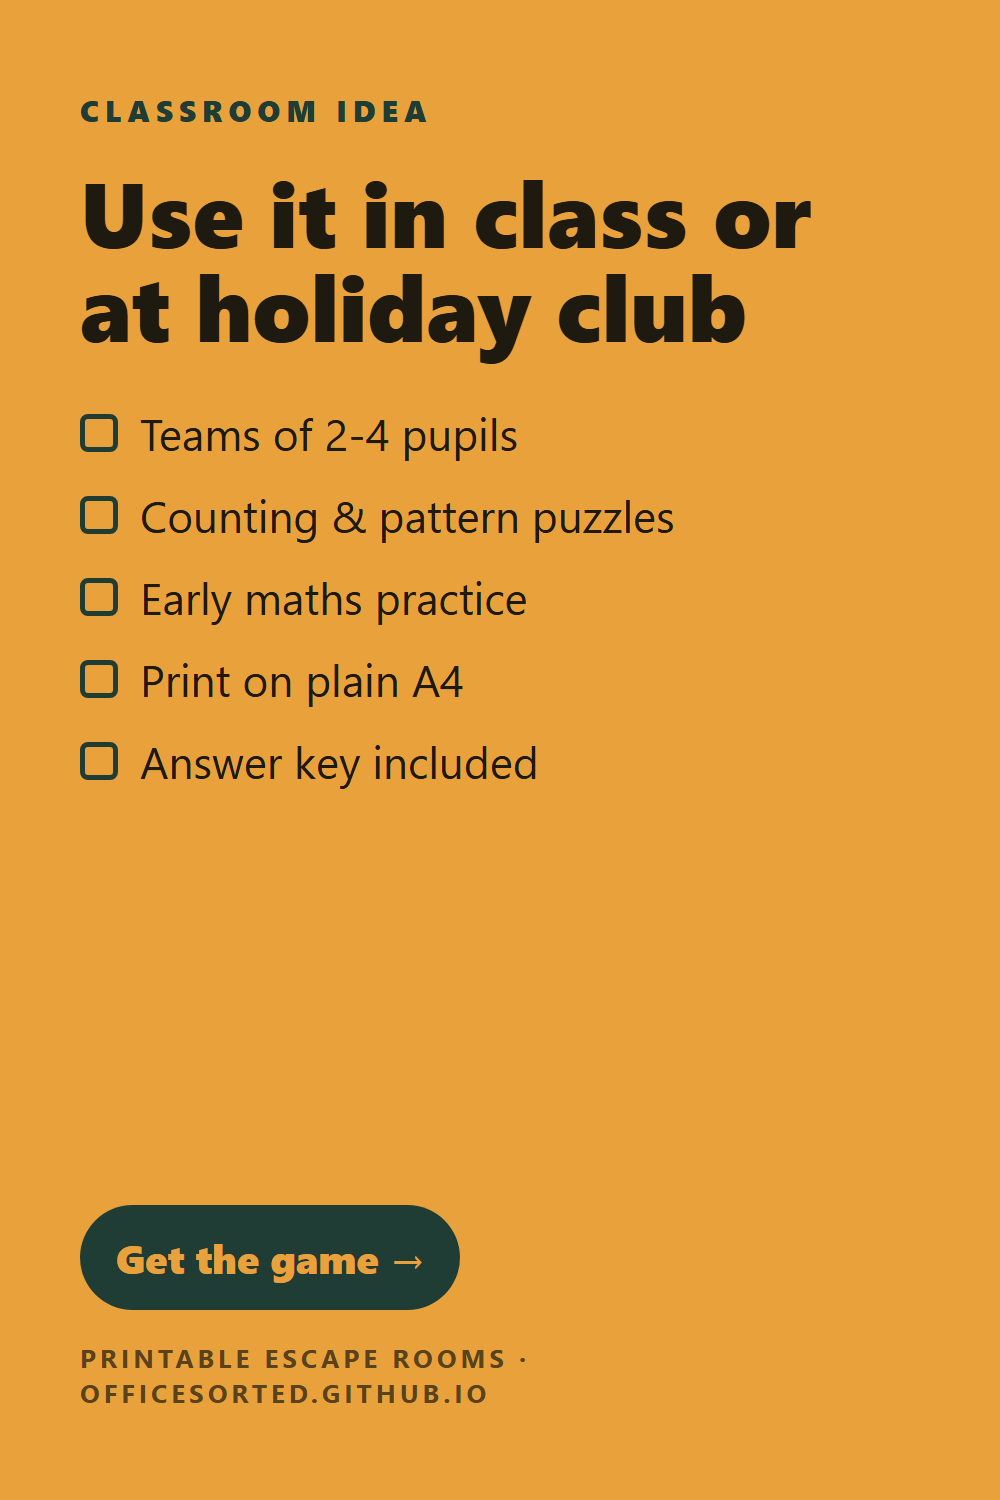 CLASSROOM IDEA
Use it in class or
at holiday club
Teams of 2-4 pupils
Counting & pattern puzzles
Early maths practice
Print on plain A4
Answer key included
Get the game →
PRINTABLE ESCAPE ROOMS ·
OFFICESORTED.GITHUB.IO